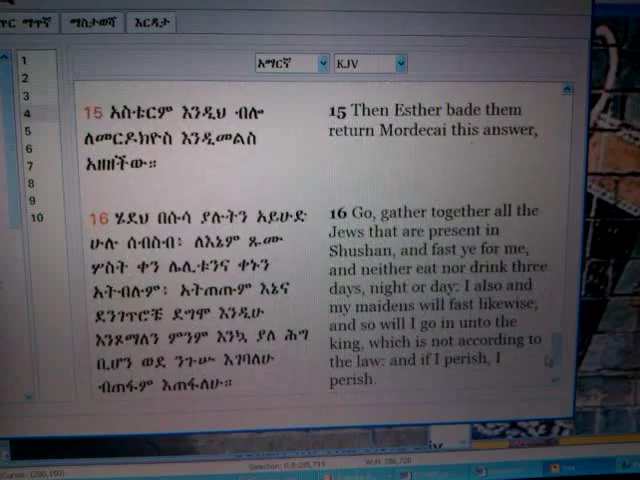 ማስታወሻ
እርዳታ
አማርኛ
KJV
1
2
3
4
5
6
7
8
9
10
15 አስቴርም እንዲህ ብሎ
ለመርዶክዮስ እንዲመልስ
አዘዘችው።
16 ሄደህ በሱሳ ያሉትን አይሁድ
ሁሉ ሰብስብ፤ ለእኔም ጹሙ
ሦስት ቀን ሌሊቱንና ቀኑን
አትብሉም፤ አትጠጡም እኔና
ደንገጥሮቼ ደግሞ እንዲሁ
እንጾማለን ምንም እንኳ ያለ ሕግ
ቢሆን ወደ ንጉሡ እገባለሁ
ብጠፋም እጠፋለሁ።
15 Then Esther bade them
return Mordecai this answer,
16 Go, gather together all the
Jews that are present in
Shushan, and fast ye for me,
and neither eat nor drink three
days, night or day: I also and
my maidens will fast likewise;
and so will I go in unto the
king, which is not according to
the law: and if I perish, I
perish.